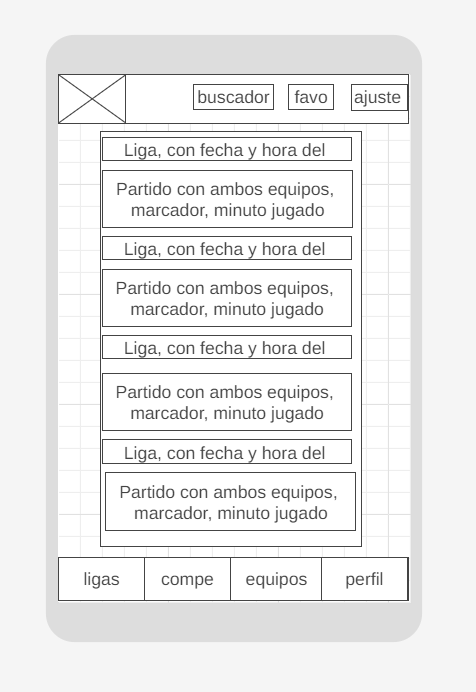 buscador favo ajuste
Liga, con fecha y hora del
Partido con ambos equipos,
marcador, minuto jugado
Liga, con fecha y hora del
Partido con ambos equipos,
marcador, minuto jugado
Liga, con fecha y hora del
Partido con ambos equipos,
marcador, minuto jugado
Liga, con fecha y hora del
Partido con ambos equipos,
marcador, minuto jugado
ligas compe equipos perfil